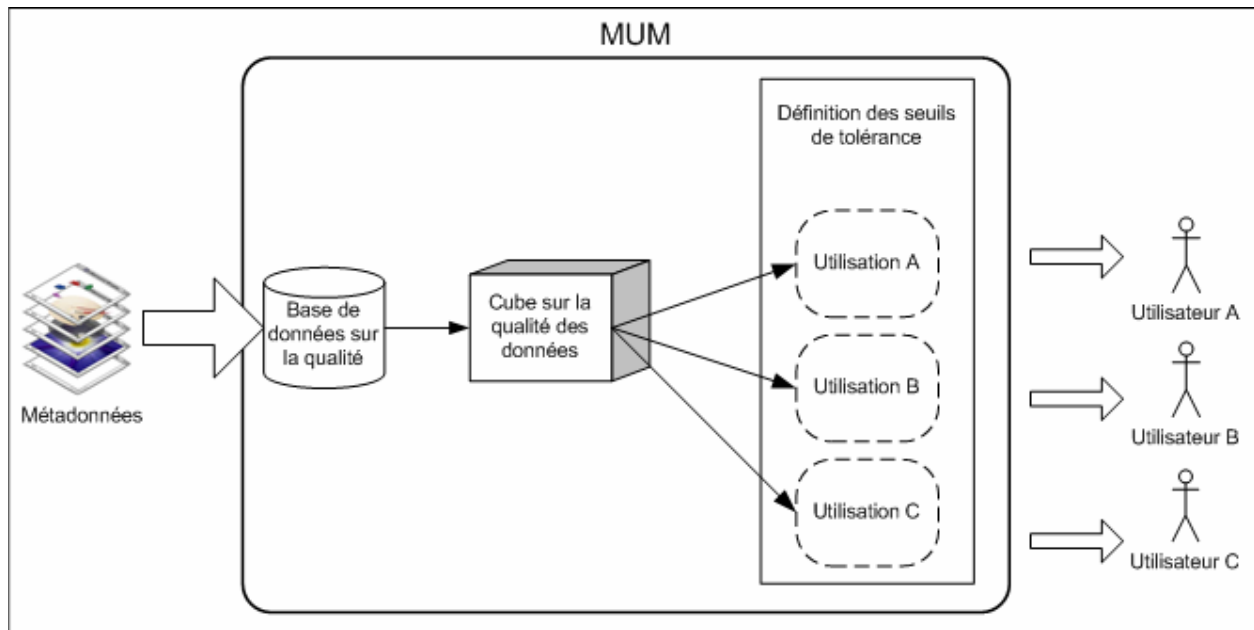 MUM
Métadonnées
Base de
données sur
la qualité
Cube sur la
qualité des
données
Définition des seuils
de tolérance
Utilisation A
Utilisation B
Utilisation C
Utilisateur A
Utilisateur B
Utilisateur C